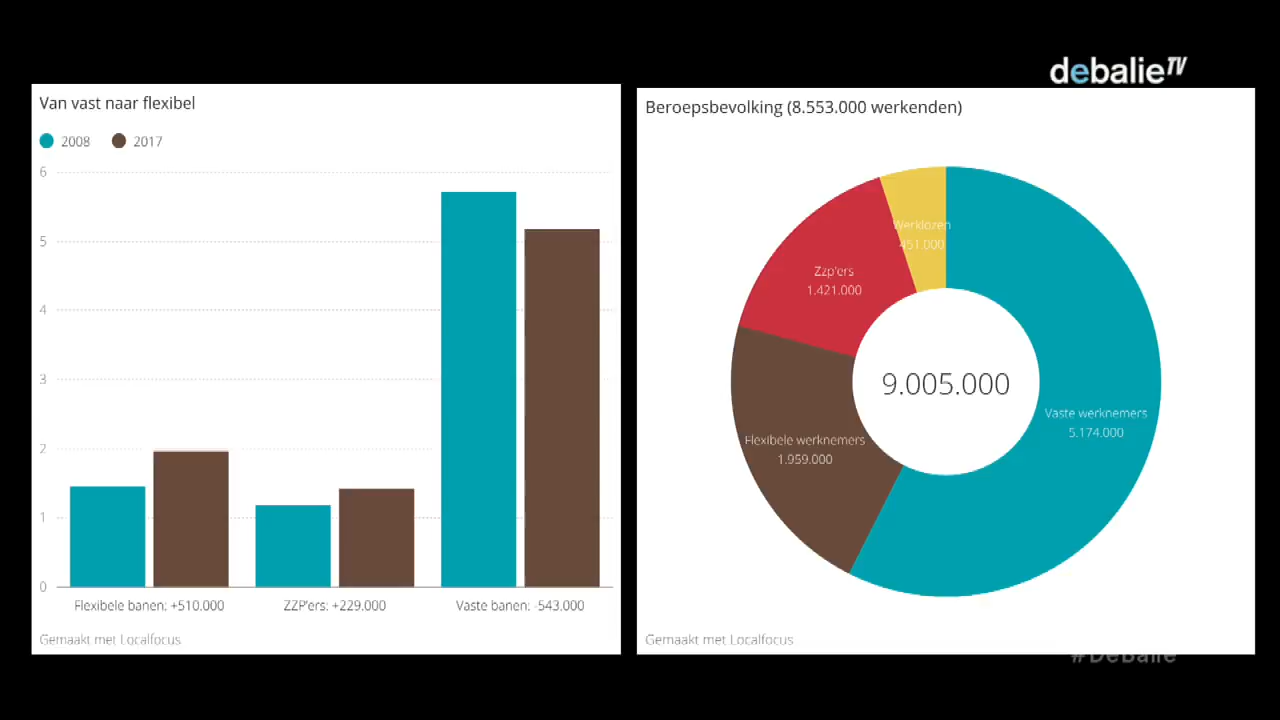 debalieTV
Van vast naar flexibel
2008 2017
6
5
4
3
2
1
0
Flexibele banen: +510.000 ZZP'ers: +229.000 Vaste banen: -543.000
Gemaakt met Localfocus
Beroepsbevolking (8.553.000 werkenden)
Werklozen
451.000
Zzp'ers
1.421.000
9.005.000
Vaste werknemers
5.174.000
Flexibele werknemers
1.959.000
Gemaakt met Localfocus
#DeBalie